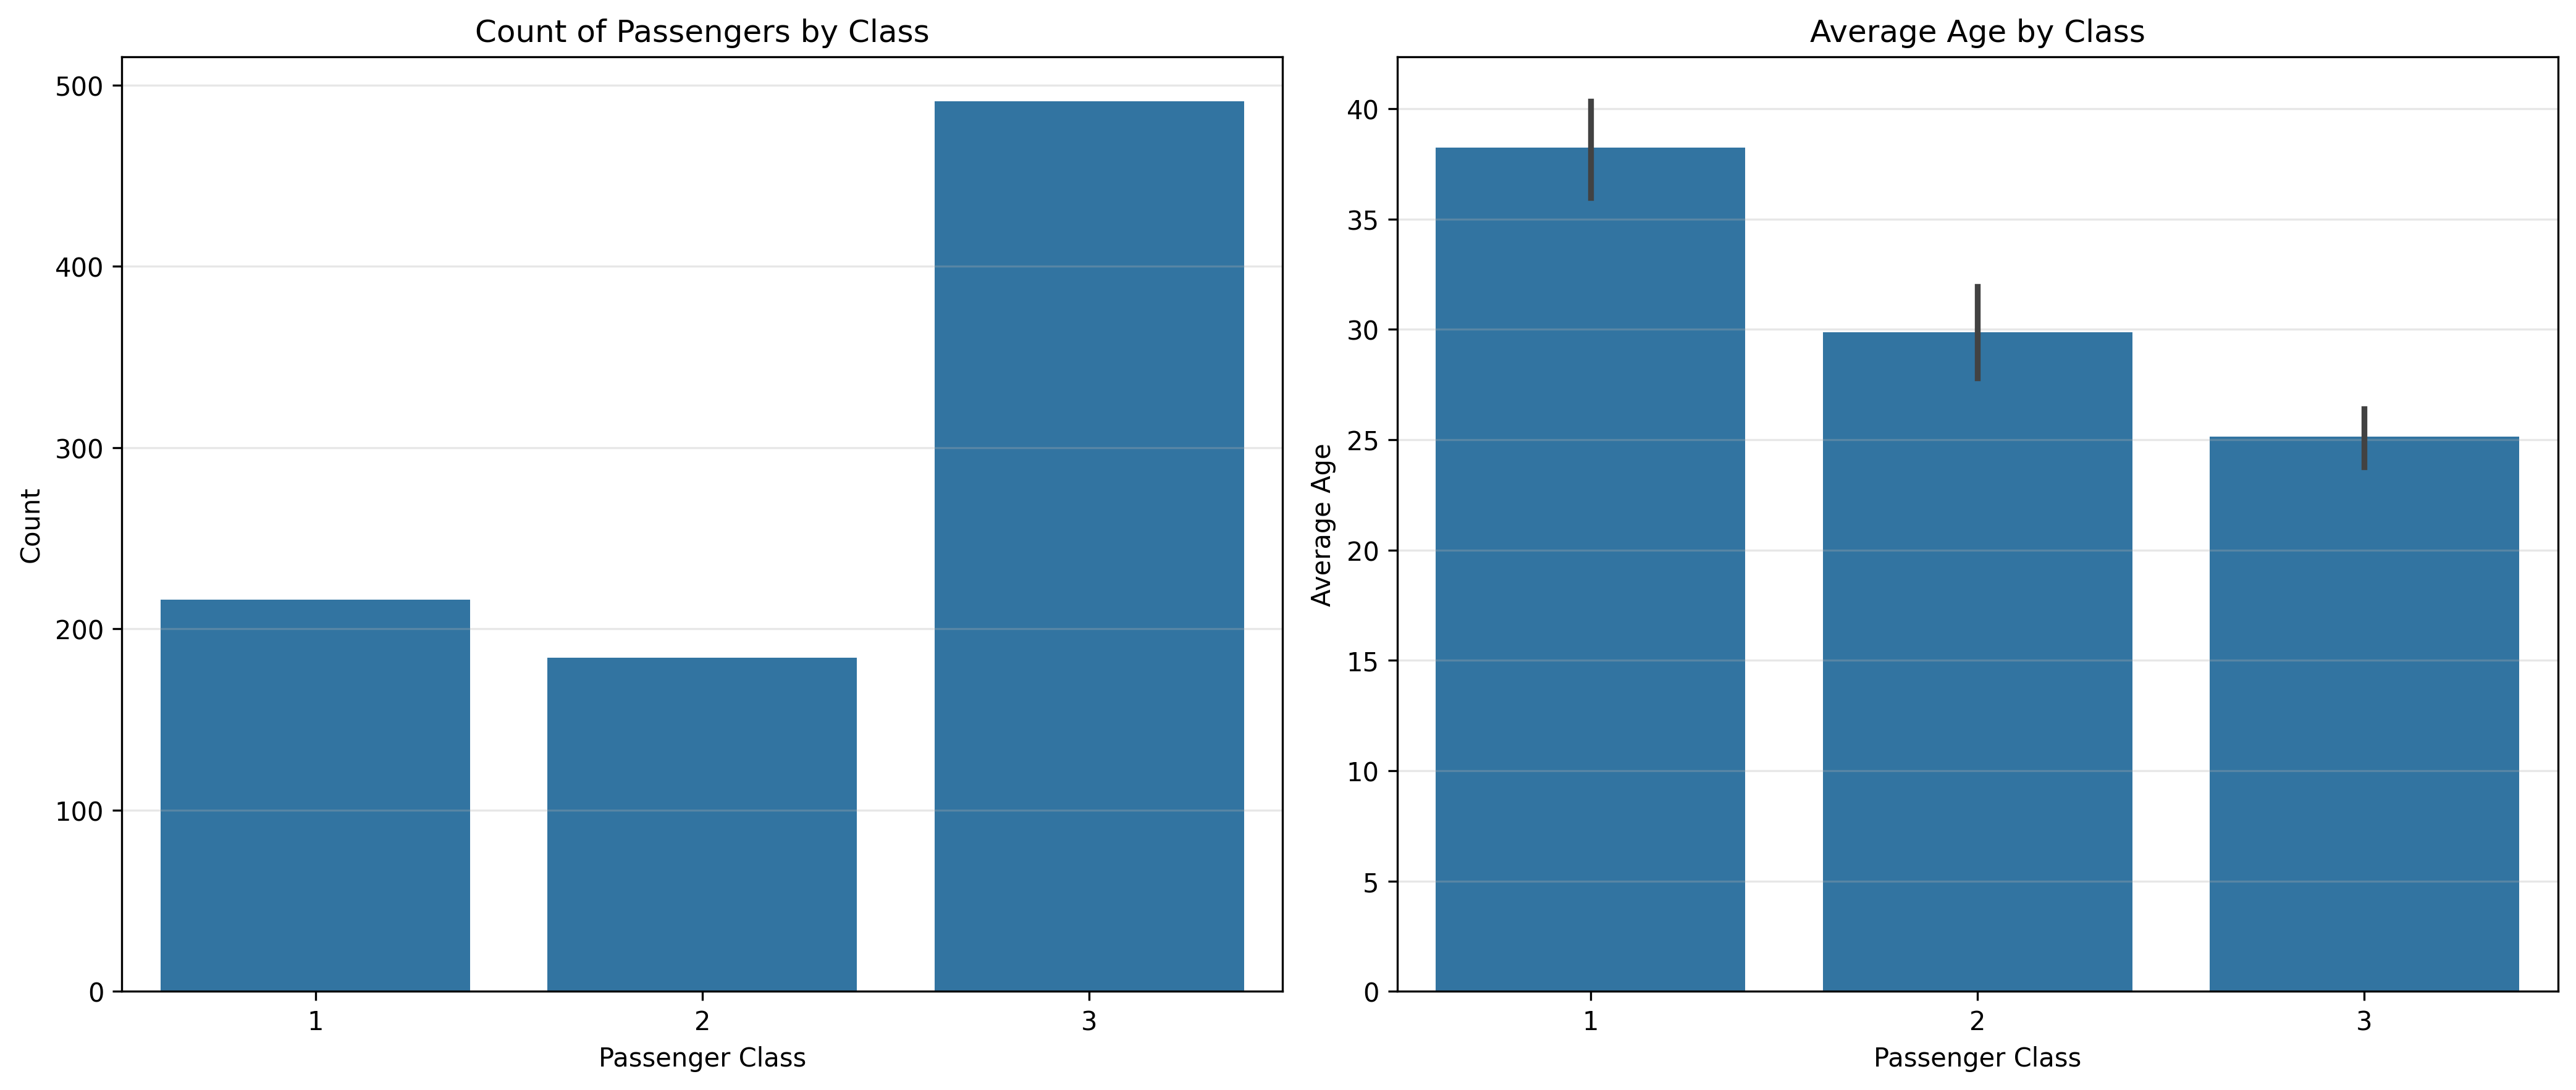 Count of Passengers by Class
500
400
300
200
100
0
Count
1 2 3
Passenger Class
Average Age by Class
40
35
30
25
20
15
10
5
0
Average Age
1 2 3
Passenger Class